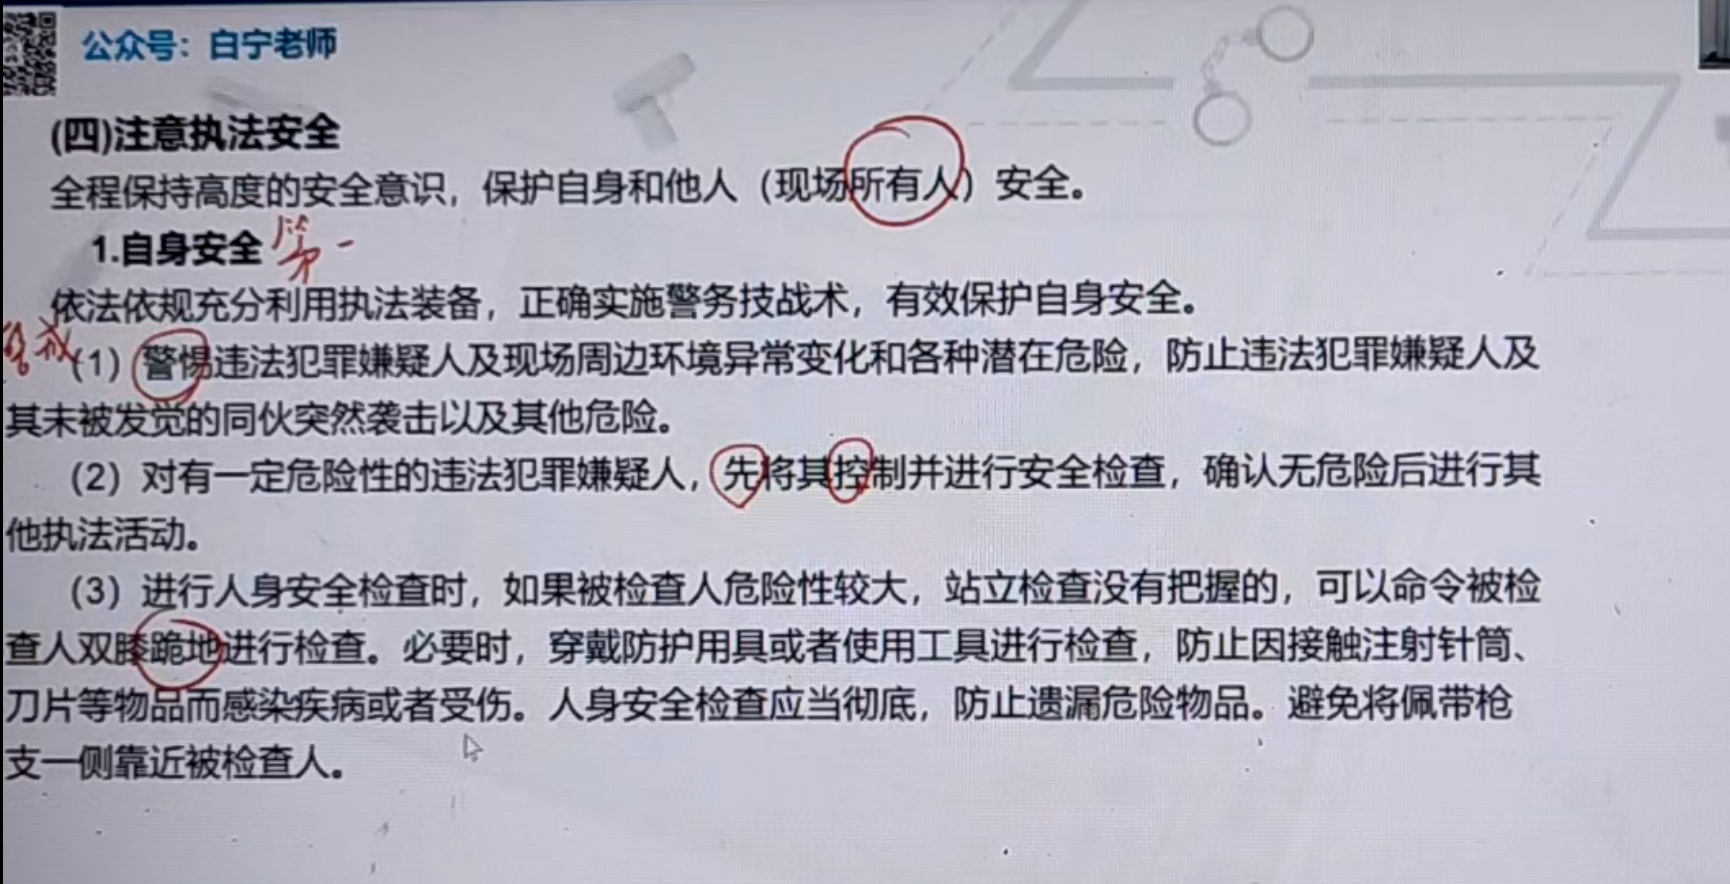 公众号：白宁老师
(四)注意执法安全
全程保持高度的安全意识，保护自身和他人（现场所有人）安全。
1.自身安全 第一
依法依规充分利用执法装备，正确实施警务技战术，有效保护自身安全。
（1）警惕违法犯罪嫌疑人及现场周边环境异常变化和各种潜在危险，防止违法犯罪嫌疑人及
其未被发觉的同伙突然袭击以及其他危险。
（2）对有一定危险性的违法犯罪嫌疑人，先将其控制并进行安全检查，确认无危险后进行其
他执法活动。
（3）进行人身安全检查时，如果被检查人危险性较大，站立检查没有把握的，可以命令被检
查人双膝跪地进行检查。必要时，穿戴防护用具或者使用工具进行检查，防止因接触注射针筒、
刀片等物品而感染疾病或者受伤。人身安全检查应当彻底，防止遗漏危险物品。避免将佩带枪
支一侧靠近被检查人。